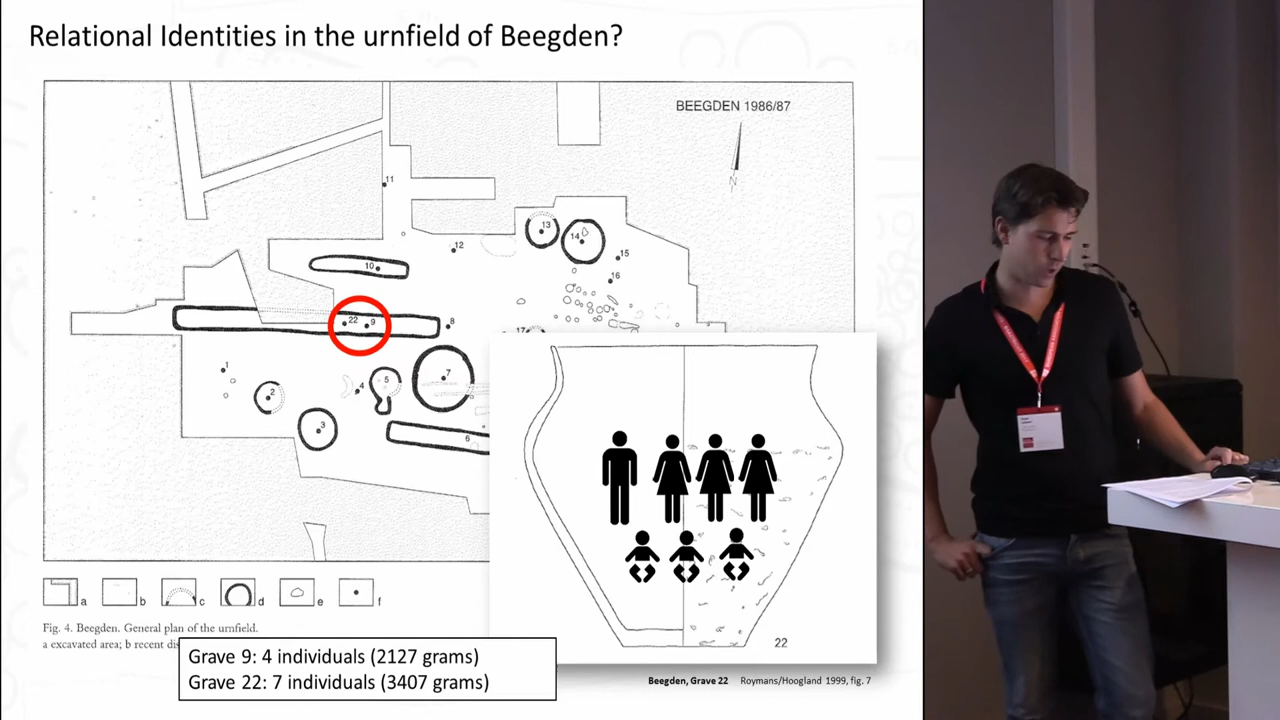 Relational Identities in the urnfield of Beegden?
BEEGDEN 1986/87
N
11
13
14
12
15
10
16
22
9
8
17
1
7
5
4
2
3
6
a
b
c
d
e
f
Fig. 4. Beegden. General plan of the urnfield.
a excavated area; b recent dis
Grave 9: 4 individuals (2127 grams)
Grave 22: 7 individuals (3407 grams)
22
Beegden, Grave 22 Roymans/Hoogland 1999, fig. 7